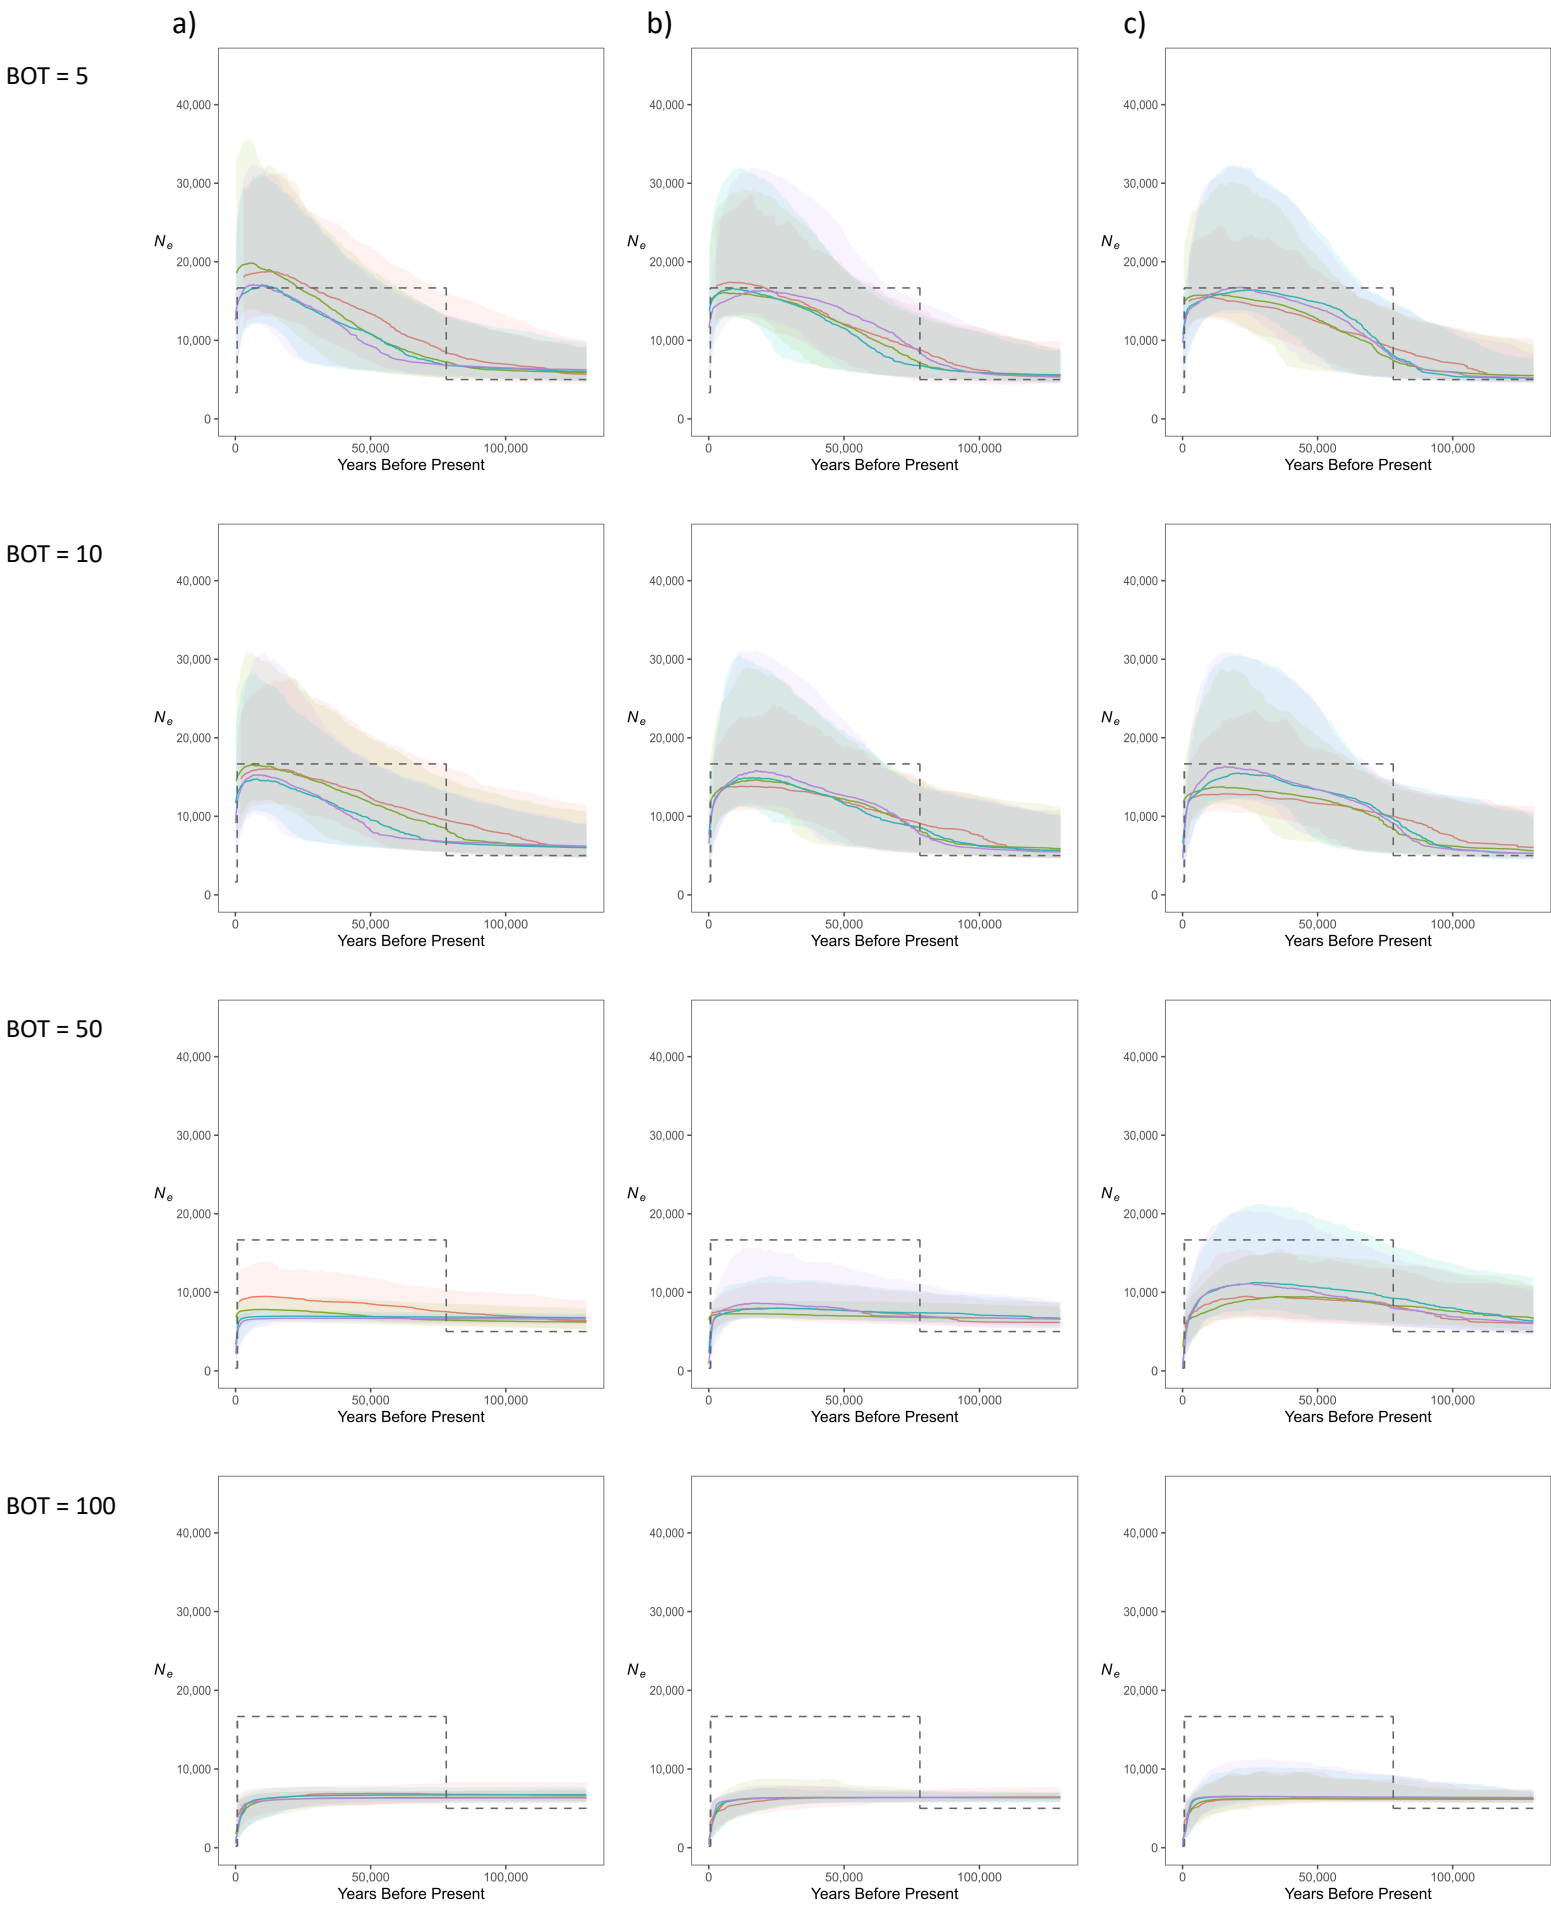 a) b) c)
BOT = 5
40,000 40,000 40,000
30,000 30,000 30,000
Ne Ne Ne
20,000 20,000 20,000
10,000 10,000 10,000
0 0 0
0 50,000 100,000 0 50,000 100,000 0 50,000 100,000
Years Before Present Years Before Present Years Before Present
BOT = 10
40,000 40,000 40,000
30,000 30,000 30,000
Ne Ne Ne
20,000 20,000 20,000
10,000 10,000 10,000
0 0 0
0 50,000 100,000 0 50,000 100,000 0 50,000 100,000
Years Before Present Years Before Present Years Before Present
BOT = 50
40,000 40,000 40,000
30,000 30,000 30,000
Ne Ne Ne
20,000 20,000 20,000
10,000 10,000 10,000
0 0 0
0 50,000 100,000 0 50,000 100,000 0 50,000 100,000
Years Before Present Years Before Present Years Before Present
BOT = 100
40,000 40,000 40,000
30,000 30,000 30,000
Ne Ne Ne
20,000 20,000 20,000
10,000 10,000 10,000
0 0 0
0 50,000 100,000 0 50,000 100,000 0 50,000 100,000
Years Before Present Years Before Present Years Before Present